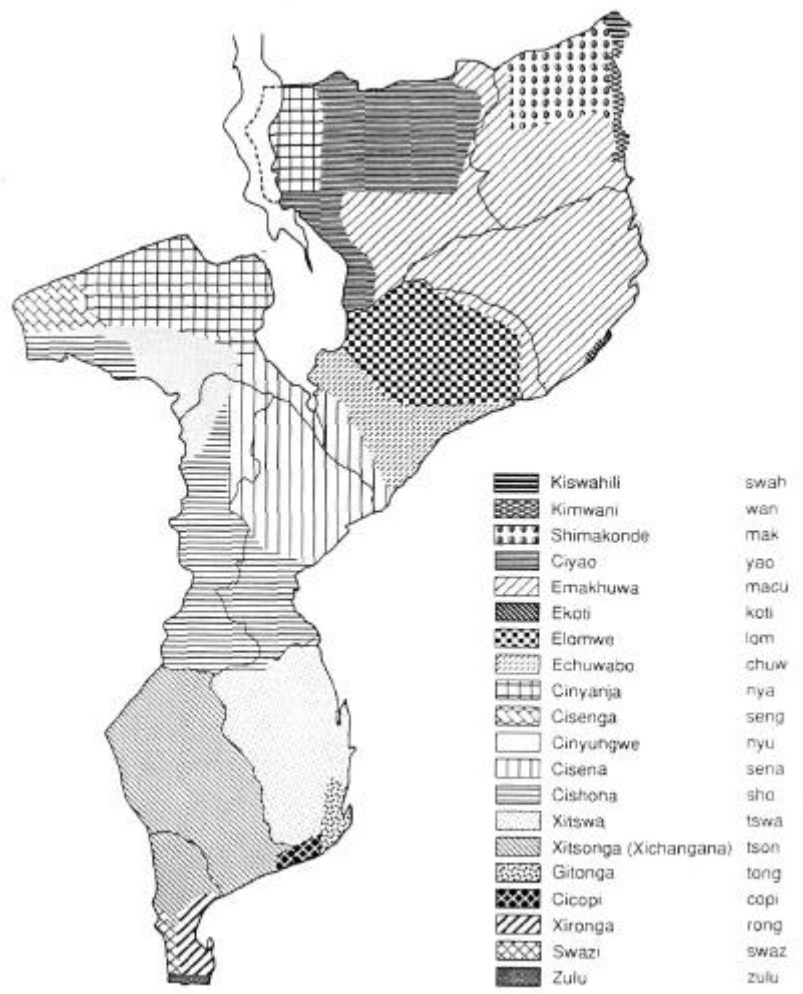 Kiswahili swah
Kimwani wan
Shimakonde mak
Ciyao yao
Emakhuwa macu
Ekoti koti
Elomwe lom
Echuwabo chuw
Cinyanja nya
Cisenga seng
Cinyungwe nyu
Cisena sena
Cishona sho
Xitswa tswa
Xitsonga (Xichangana) tson
Gitonga tong
Cicopi copi
Xironga rong
Swazi swaz
Zulu zulu